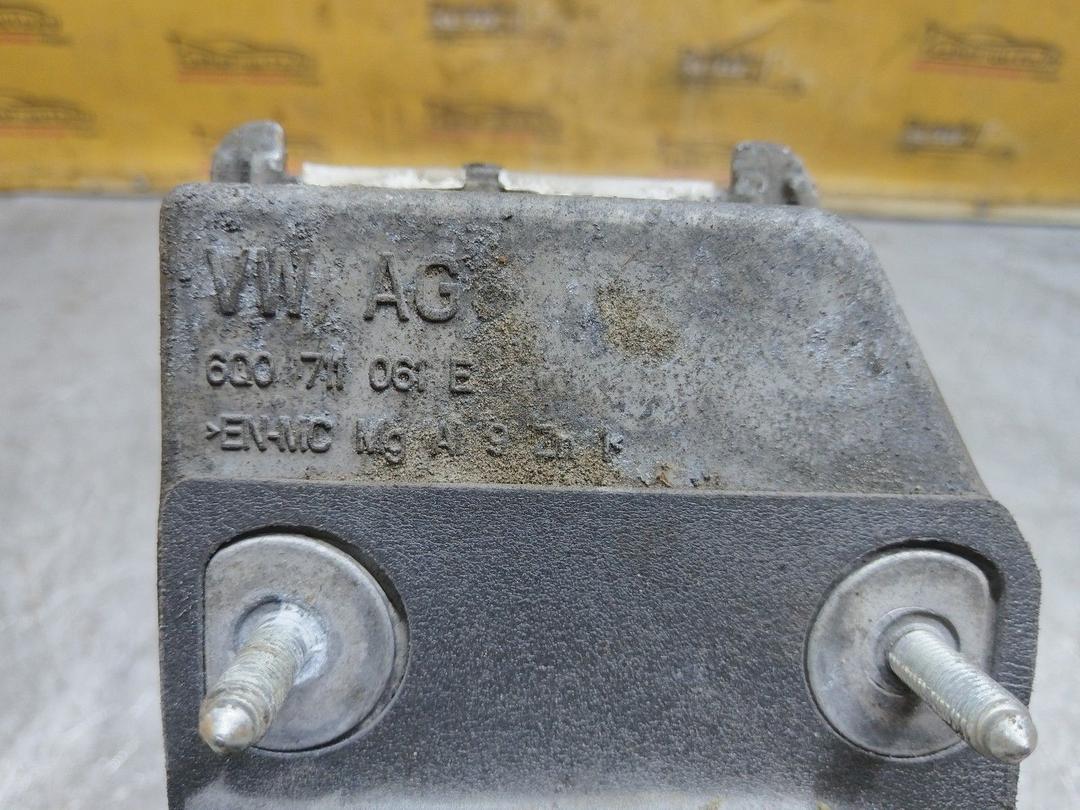 VW AG
6Q0 711 061 E
>EN-MC Mg Al 9 Zn 1<